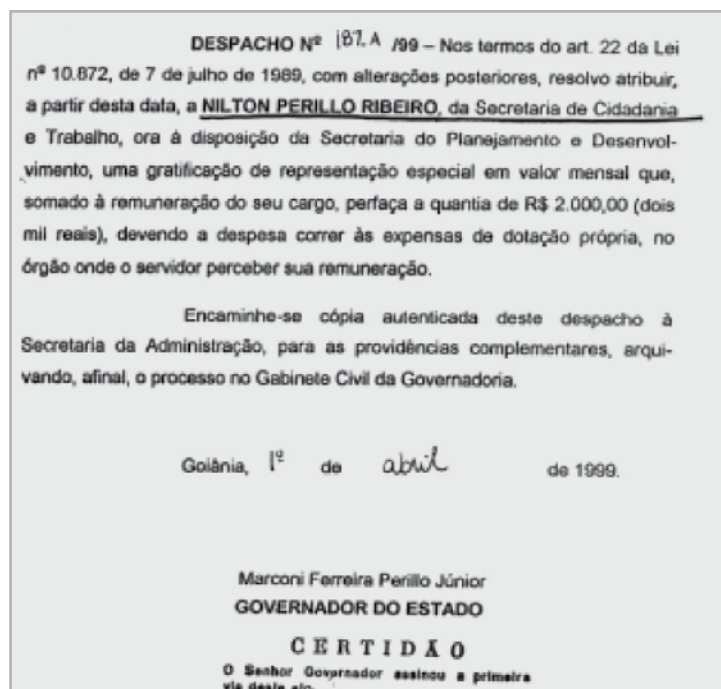 DESPACHO Nº 187.A /99 – Nos termos do art. 22 da Lei
nº 10.872, de 7 de julho de 1989, com alterações posteriores, resolvo atribuir,
a partir desta data, a NILTON PERILLO RIBEIRO, da Secretaria de Cidadania
e Trabalho, ora à disposição da Secretaria do Planejamento e Desenvol-
vimento, uma gratificação de representação especial em valor mensal que,
somado à remuneração do seu cargo, perfaça a quantia de R$ 2.000,00 (dois
mil reais), devendo a despesa correr às expensas de dotação própria, no
órgão onde o servidor perceber sua remuneração.
Encaminhe-se cópia autenticada deste despacho à
Secretaria da Administração, para as providências complementares, arqui-
vando, afinal, o processo no Gabinete Civil da Governadoria.
Goiânia, 1º de abril de 1999.
Marconi Ferreira Perillo Júnior
GOVERNADOR DO ESTADO
CERTIDÃO
O Senhor Governador assinou a primeira
via deste ato.